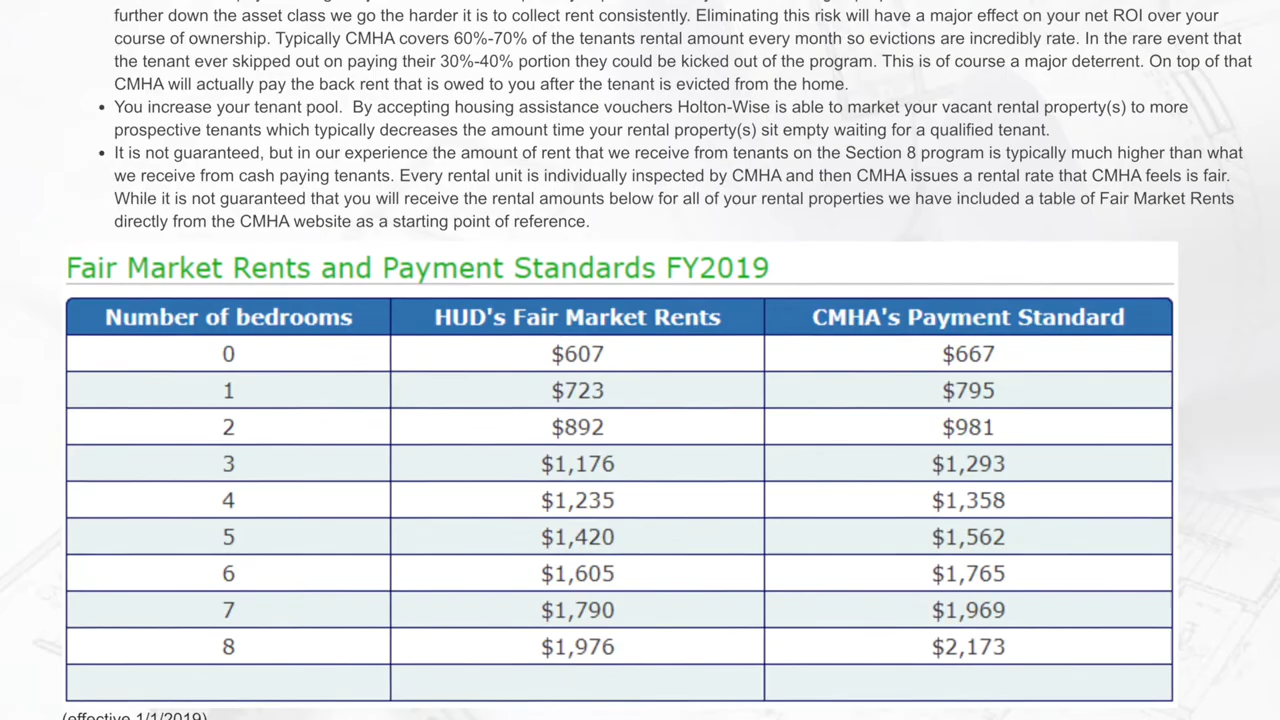 further down the asset class we go the harder it is to collect rent consistently. Eliminating this risk will have a major effect on your net ROI over your
course of ownership. Typically CMHA covers 60%-70% of the tenants rental amount every month so evictions are incredibly rate. In the rare event that
the tenant ever skipped out on paying their 30%-40% portion they could be kicked out of the program. This is of course a major deterrent. On top of that
CMHA will actually pay the back rent that is owed to you after the tenant is evicted from the home.
• You increase your tenant pool. By accepting housing assistance vouchers Holton-Wise is able to market your vacant rental property(s) to more
prospective tenants which typically decreases the amount time your rental property(s) sit empty waiting for a qualified tenant.
• It is not guaranteed, but in our experience the amount of rent that we receive from tenants on the Section 8 program is typically much higher than what
we receive from cash paying tenants. Every rental unit is individually inspected by CMHA and then CMHA issues a rental rate that CMHA feels is fair.
While it is not guaranteed that you will receive the rental amounts below for all of your rental properties we have included a table of Fair Market Rents
directly from the CMHA website as a starting point of reference.
Fair Market Rents and Payment Standards FY2019
Number of bedrooms HUD's Fair Market Rents CMHA's Payment Standard
0 $607 $667
1 $723 $795
2 $892 $981
3 $1,176 $1,293
4 $1,235 $1,358
5 $1,420 $1,562
6 $1,605 $1,765
7 $1,790 $1,969
8 $1,976 $2,173
(effective 1/1/2019)